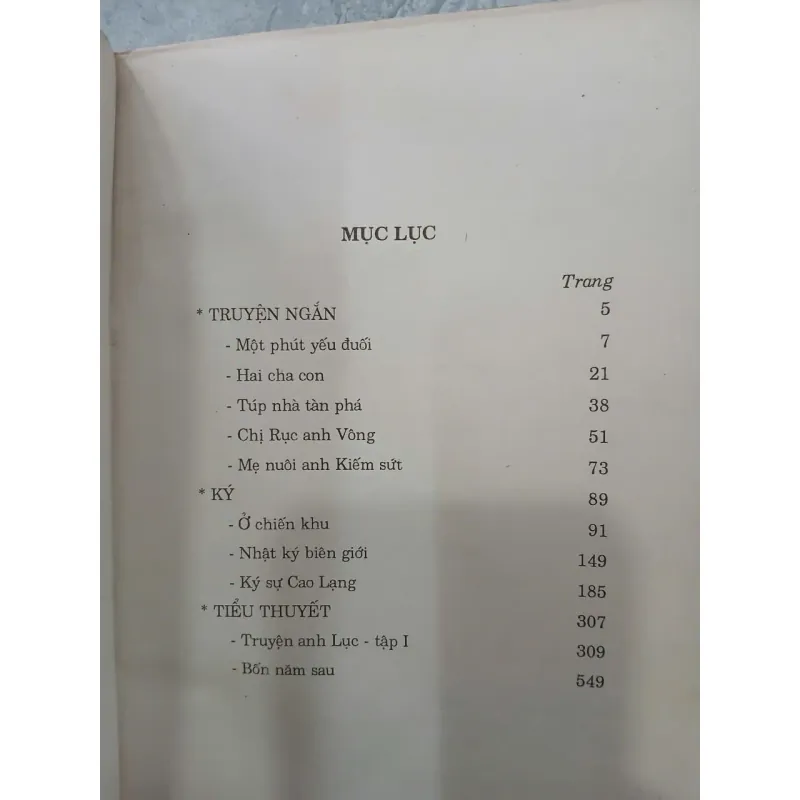 MỤC LỤC
Trang
* TRUYỆN NGẮN 5
- Một phút yếu đuối 7
- Hai cha con 21
- Túp nhà tàn phá 38
- Chị Rục anh Vông 51
- Mẹ nuôi anh Kiếm sứt 73
* KÝ 89
- Ở chiến khu 91
- Nhật ký biên giới 149
- Ký sự Cao Lạng 185
* TIỂU THUYẾT 307
- Truyện anh Lục - tập I 309
- Bốn năm sau 549